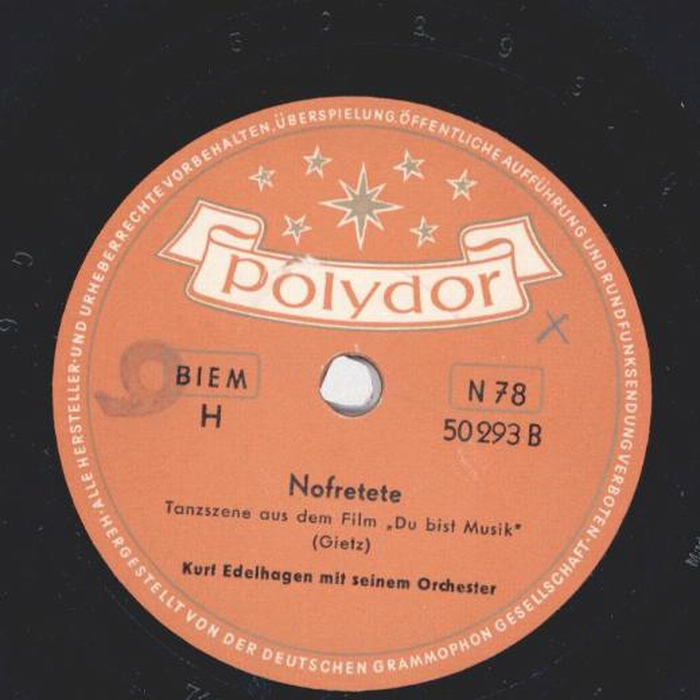 ALLE HERSTELLER-UND URHEBERRECHTE VORBEHALTEN, ÜBERSPIELUNG. ÖFFENTLICHE AUFFÜHRUNG UND RUNDFUNKSENDUNG VERBOTEN
polydor
BIEM
H
N 78
50 293 B
Nofretete
Tanzszene aus dem Film „Du bist Musik"
(Gietz)
Kurt Edelhagen mit seinem Orchester
HERGESTELLT VON DER DEUTSCHEN GRAMMOPHON GESELLSCHAFT